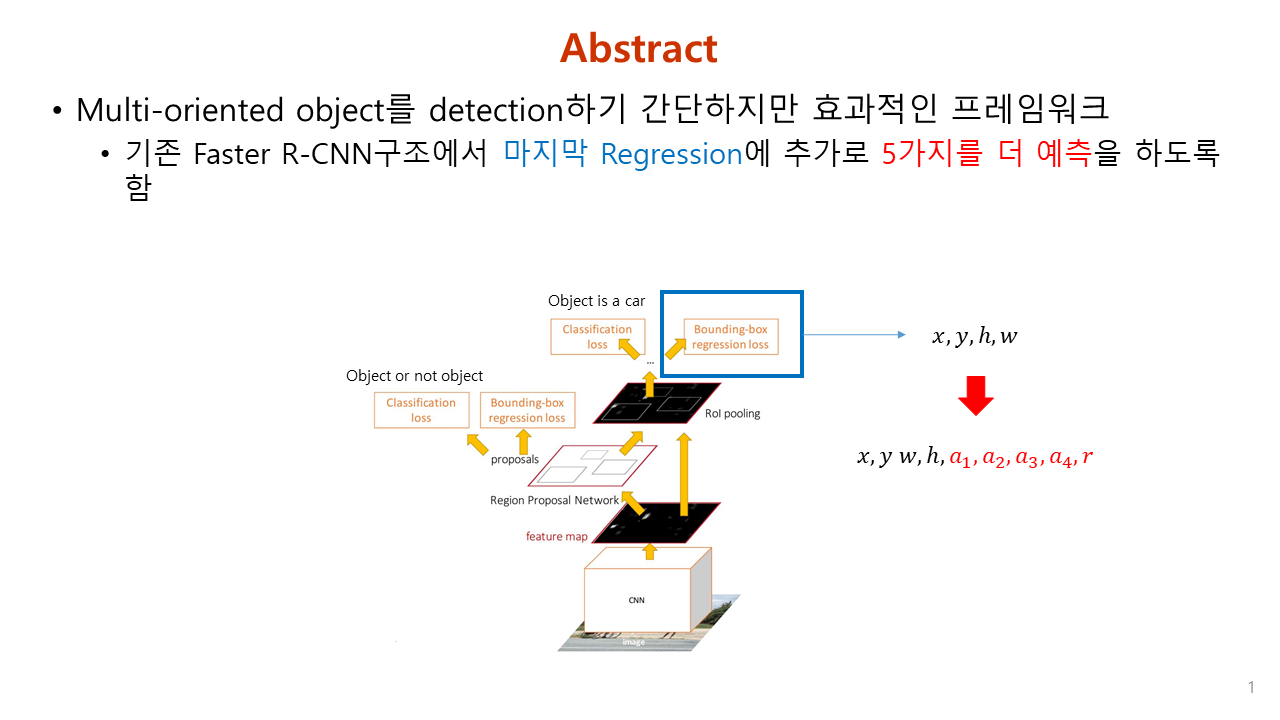 Abstract
• Multi-oriented object를 detection하기 간단하지만 효과적인 프레임워크
• 기존 Faster R-CNN구조에서 마지막 Regression에 추가로 5가지를 더 예측을 하도록
함
Object is a car
Classification
loss
Bounding-box
regression loss
x, y, h, w
...
Object or not object
Classification
loss
Bounding-box
regression loss
RoI pooling
proposals
x, y w, h, a₁, a₂, a₃, a₄, r
Region Proposal Network
feature map
CNN
image
1